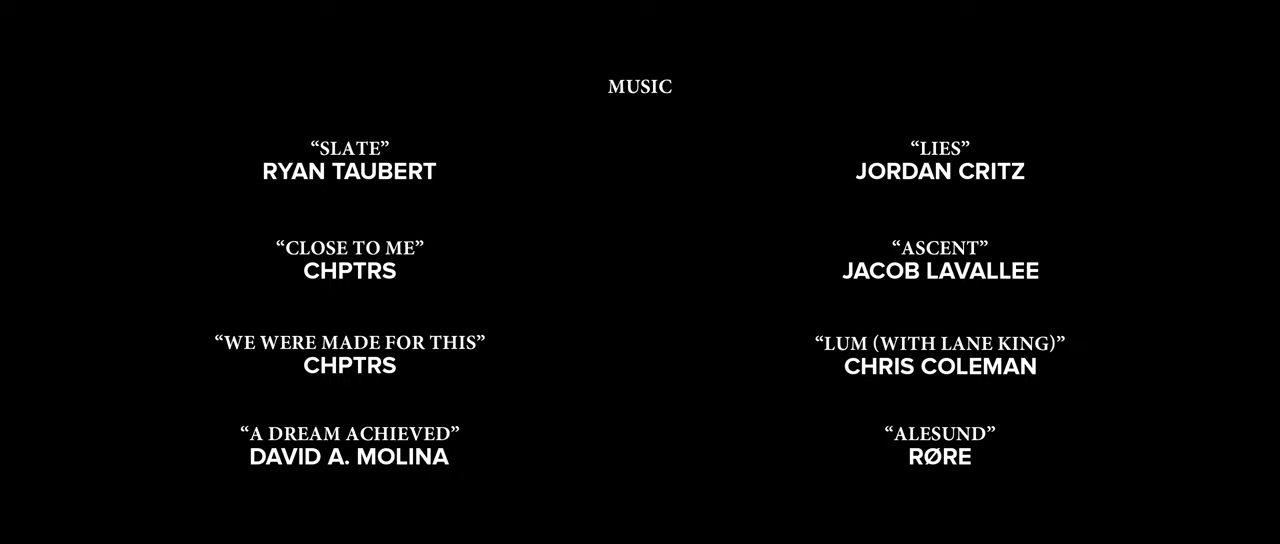 MUSIC
“SLATE”
RYAN TAUBERT
“LIES”
JORDAN CRITZ
“CLOSE TO ME”
CHPTRS
“ASCENT”
JACOB LAVALLEE
“WE WERE MADE FOR THIS”
CHPTRS
“LUM (WITH LANE KING)”
CHRIS COLEMAN
“A DREAM ACHIEVED”
DAVID A. MOLINA
“ALESUND”
RØRE